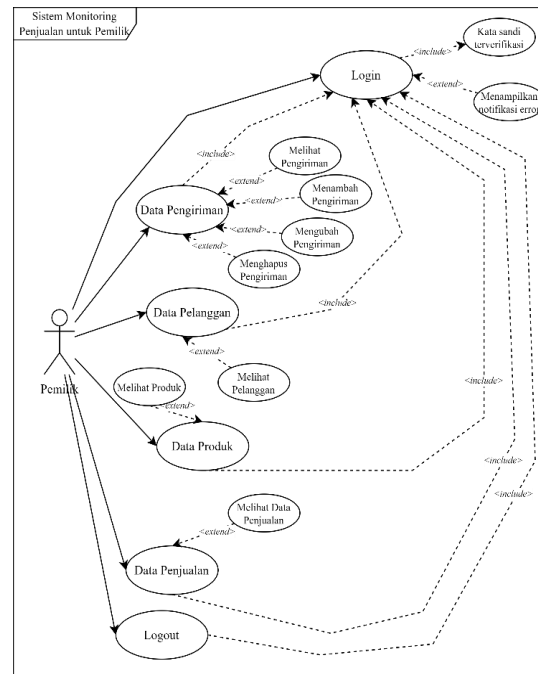 Sistem Monitoring
Penjualan untuk Pemilik
Kata sandi
terverifikasi
<include>
Login
<extend>
Menampilkan
notifikasi error
<include>
Melihat
Pengiriman
<extend>
Menambah
Pengiriman
<extend>
Data Pengiriman
Mengubah
Pengiriman
<extend>
<extend>
Menghapus
Pengiriman
Data Pelanggan
<include>
<extend>
Melihat
Pelanggan
Pemilik
Melihat Produk
<extend>
<include>
Data Produk
<include>
<include>
Melihat Data
Penjualan
<extend>
Data Penjualan
Logout